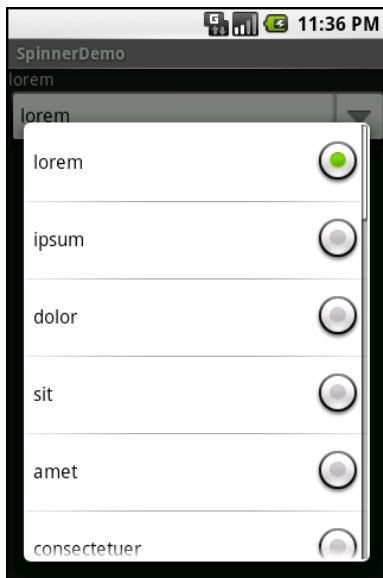 11:36 PM
SpinnerDemo
lorem
lorem
lorem
ipsum
dolor
sit
amet
consectetuer